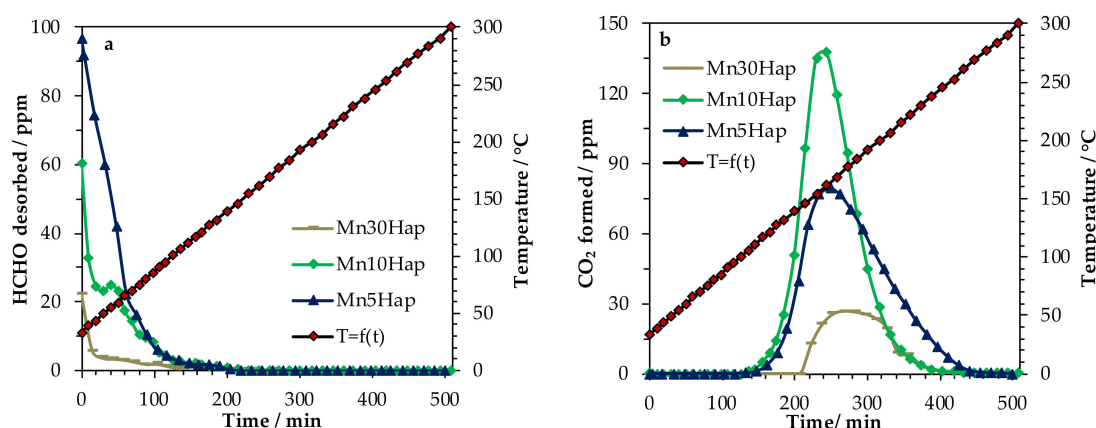 a
HCHO desorbed / ppm
100
80
60
40
20
0
300
250
200
150
100
50
0
Temperature / °C
Mn30Hap
Mn10Hap
Mn5Hap
T=f(t)
0 100 200 300 400 500
Time / min
b
CO₂ formed / ppm
150
120
90
60
30
0
300
250
200
150
100
50
0
Temperature / °C
Mn30Hap
Mn10Hap
Mn5Hap
T=f(t)
0 100 200 300 400 500
Time/ min